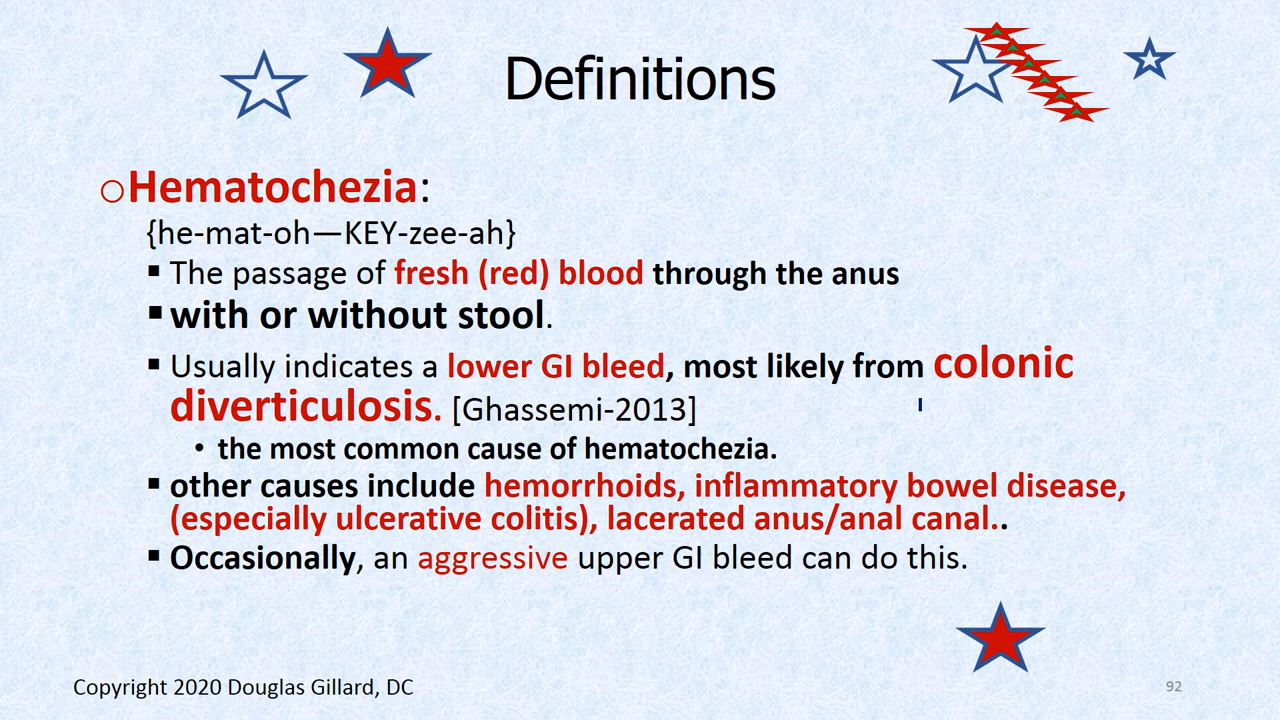 Definitions
○Hematochezia:
{he-mat-oh—KEY-zee-ah}
▪ The passage of fresh (red) blood through the anus
▪ with or without stool.
▪ Usually indicates a lower GI bleed, most likely from colonic
diverticulosis. [Ghassemi-2013]
• the most common cause of hematochezia.
▪ other causes include hemorrhoids, inflammatory bowel disease,
(especially ulcerative colitis), lacerated anus/anal canal..
▪ Occasionally, an aggressive upper GI bleed can do this.
Copyright 2020 Douglas Gillard, DC
92